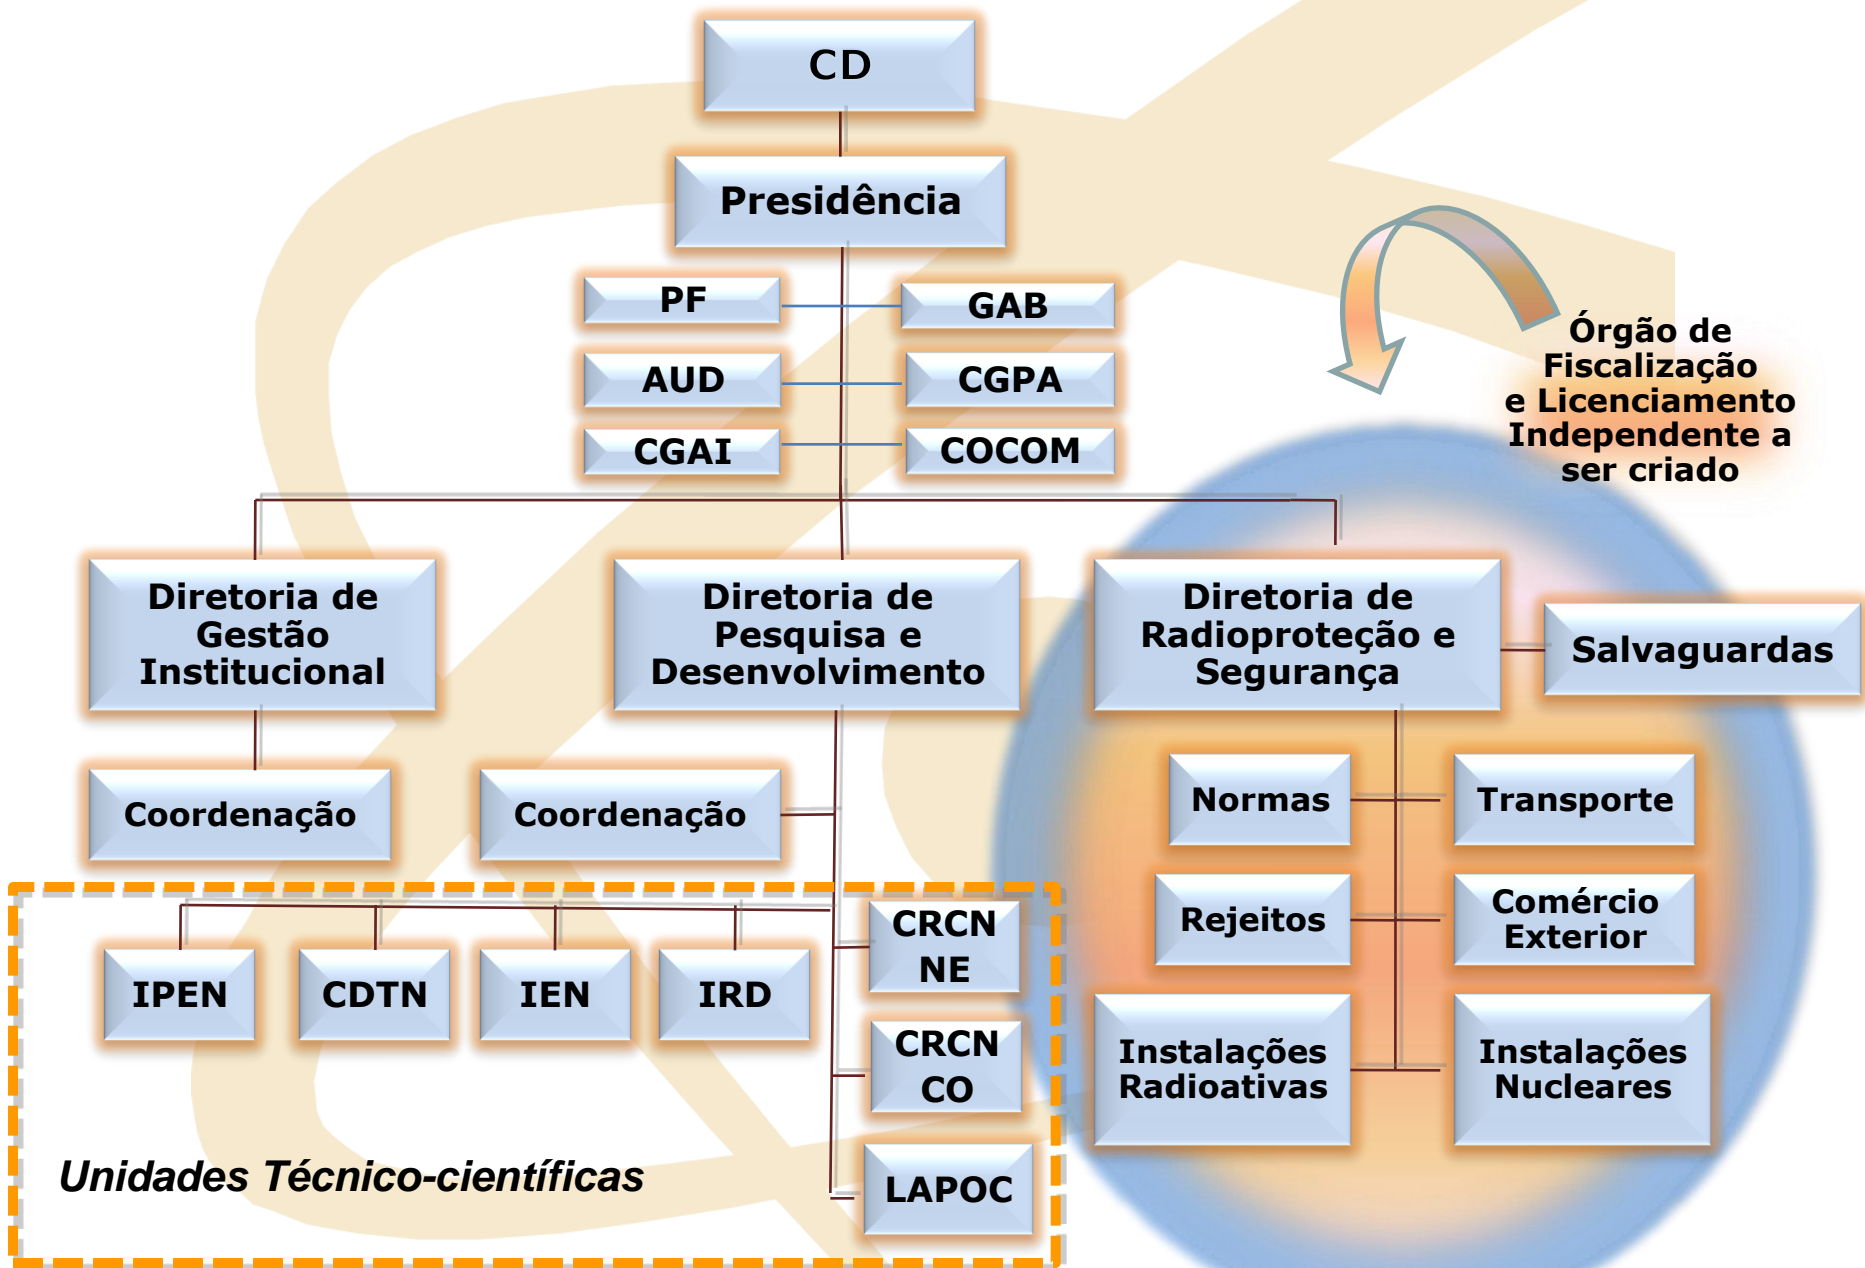 CD
Presidência
PF
GAB
AUD
CGPA
CGAI
COCOM
Órgão de
Fiscalização
e Licenciamento
Independente a
ser criado
Diretoria de
Gestão
Institucional
Diretoria de
Pesquisa e
Desenvolvimento
Diretoria de
Radioproteção e
Segurança
Salvaguardas
Coordenação
Coordenação
Normas
Transporte
Rejeitos
Comércio
Exterior
Instalações
Radioativas
Instalações
Nucleares
IPEN
CDTN
IEN
IRD
CRCN
NE
CRCN
CO
LAPOC
Unidades Técnico-científicas